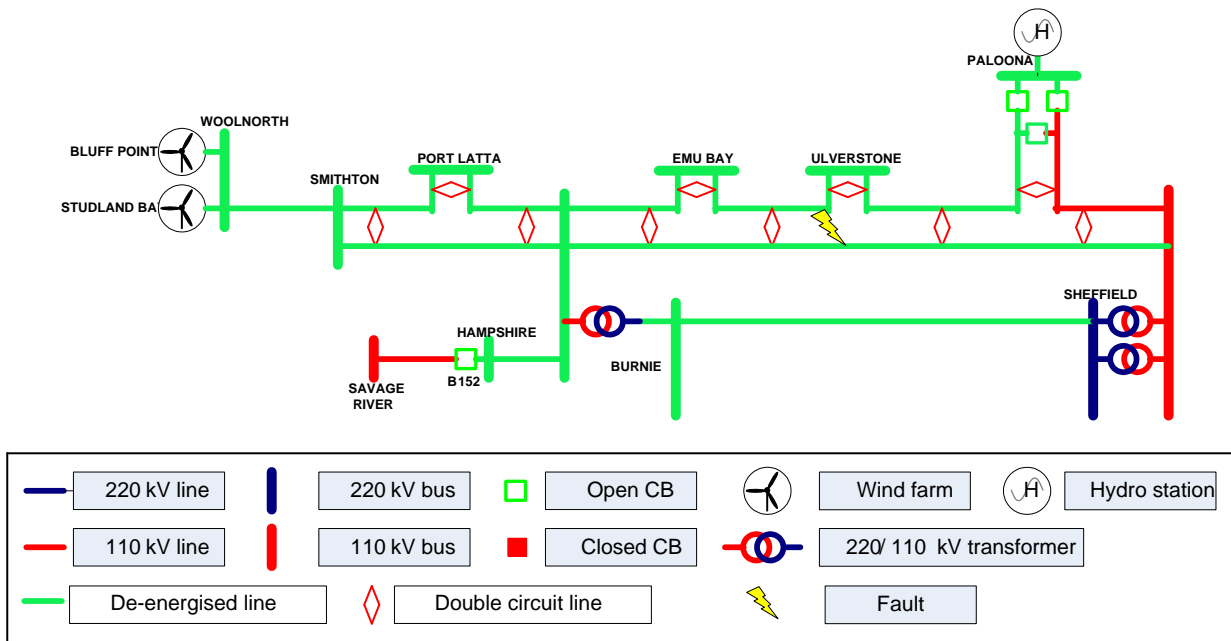 H
PALOONA
WOOLNORTH
BLUFF POINT
PORT LATTA
EMU BAY
ULVERSTONE
SMITHTON
STUDLAND BA
SHEFFIELD
HAMPSHIRE
BURNIE
B152
SAVAGE
RIVER
220 kV line
220 kV bus
Open CB
Wind farm
H
Hydro station
110 kV line
110 kV bus
Closed CB
220/ 110 kV transformer
De-energised line
Double circuit line
Fault